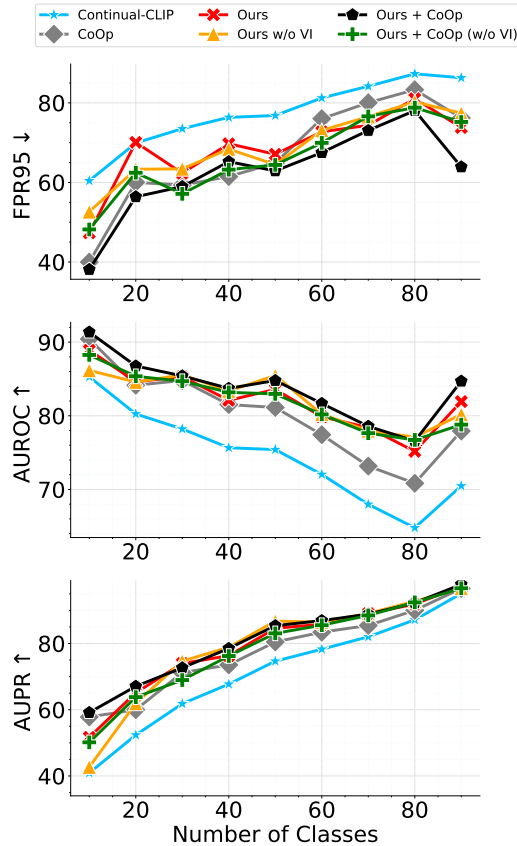 Continual-CLIP Ours Ours + CoOp
CoOp Ours w/o VI Ours + CoOp (w/o VI)
80
60
40
FPR95 ↓
20 40 60 80
90
80
70
AUROC ↑
20 40 60 80
80
60
40
AUPR ↑
20 40 60 80
Number of Classes